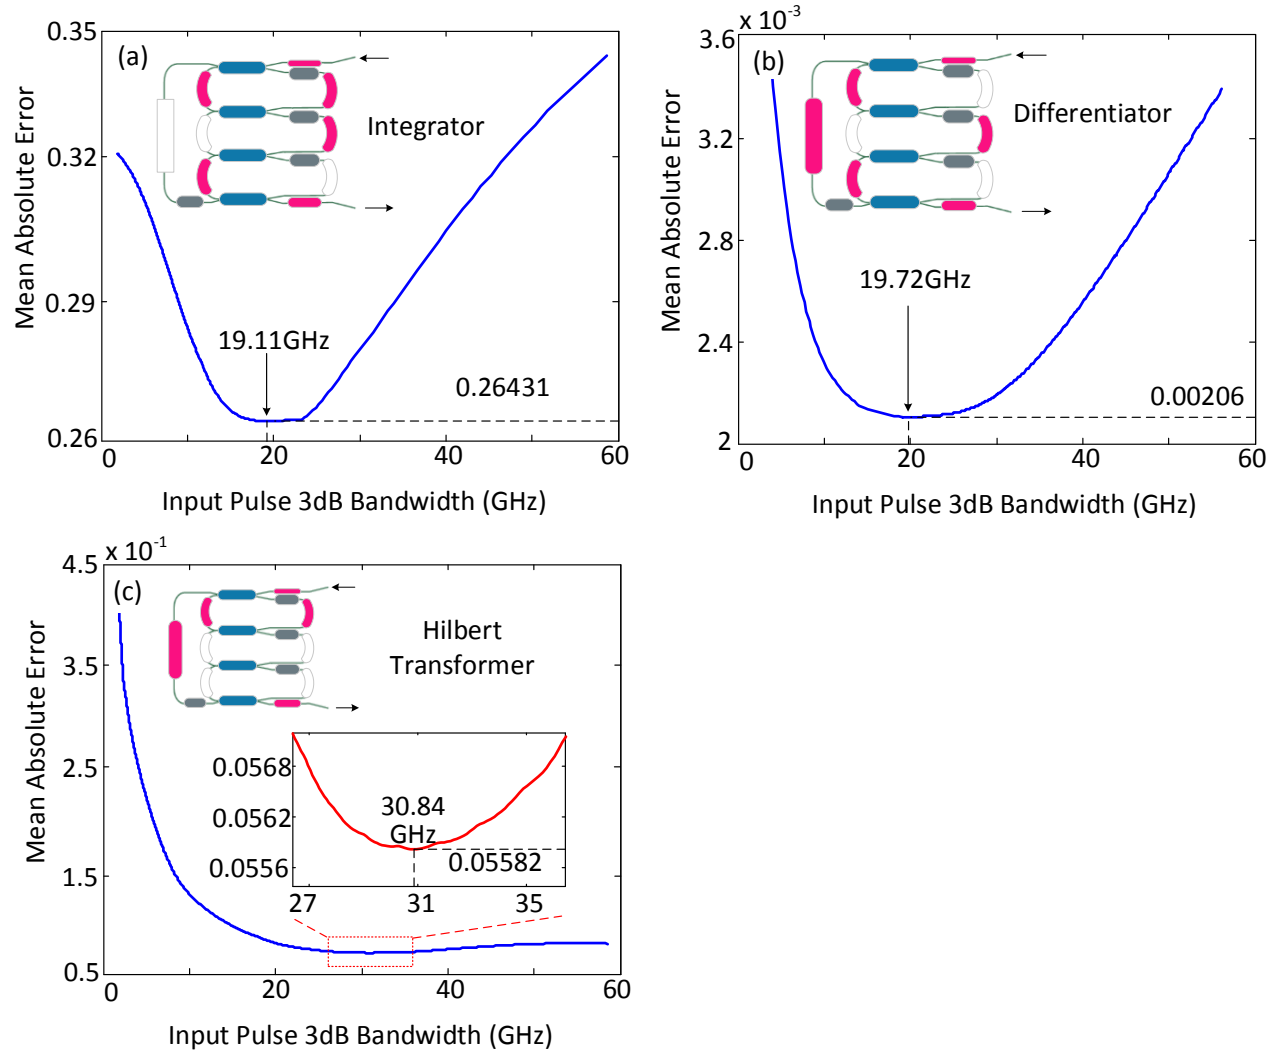 (a)
Integrator
Mean Absolute Error
0.35
0.32
0.29
0.26
19.11GHz
0.26431
0
20
40
60
Input Pulse 3dB Bandwidth (GHz)
x 10-3
(b)
Differentiator
Mean Absolute Error
3.6
3.2
2.8
2.4
2
19.72GHz
0.00206
0
20
40
60
Input Pulse 3dB Bandwidth (GHz)
x 10-1
(c)
Hilbert
Transformer
Mean Absolute Error
4.5
3.5
2.5
1.5
0.5
0.0568
0.0562
0.0556
30.84
GHz
0.05582
27
31
35
0
20
40
60
Input Pulse 3dB Bandwidth (GHz)